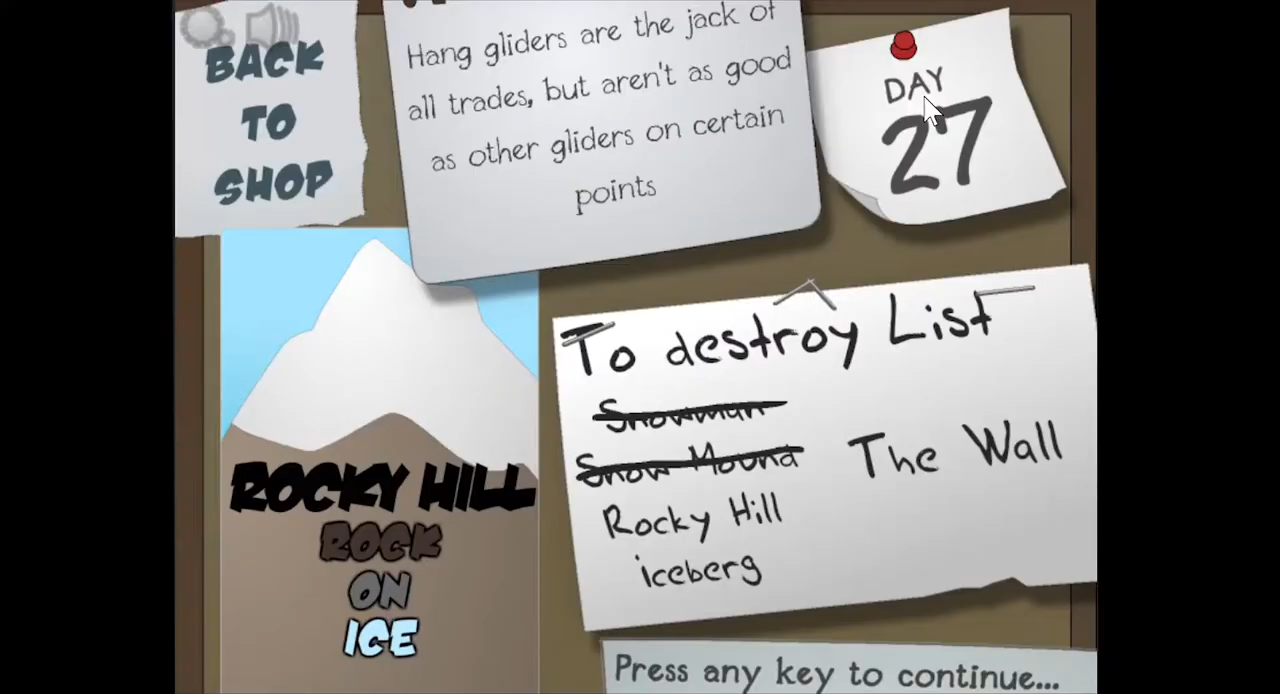 BACK
TO
SHOP
Hang gliders are the jack of
all trades, but aren't as good
as other gliders on certain
points
DAY
27
To destroy List
Snowman
Snow Mound
Rocky Hill
iceberg
The Wall
ROCKY HILL
ROCK
ON
ICE
Press any key to continue...